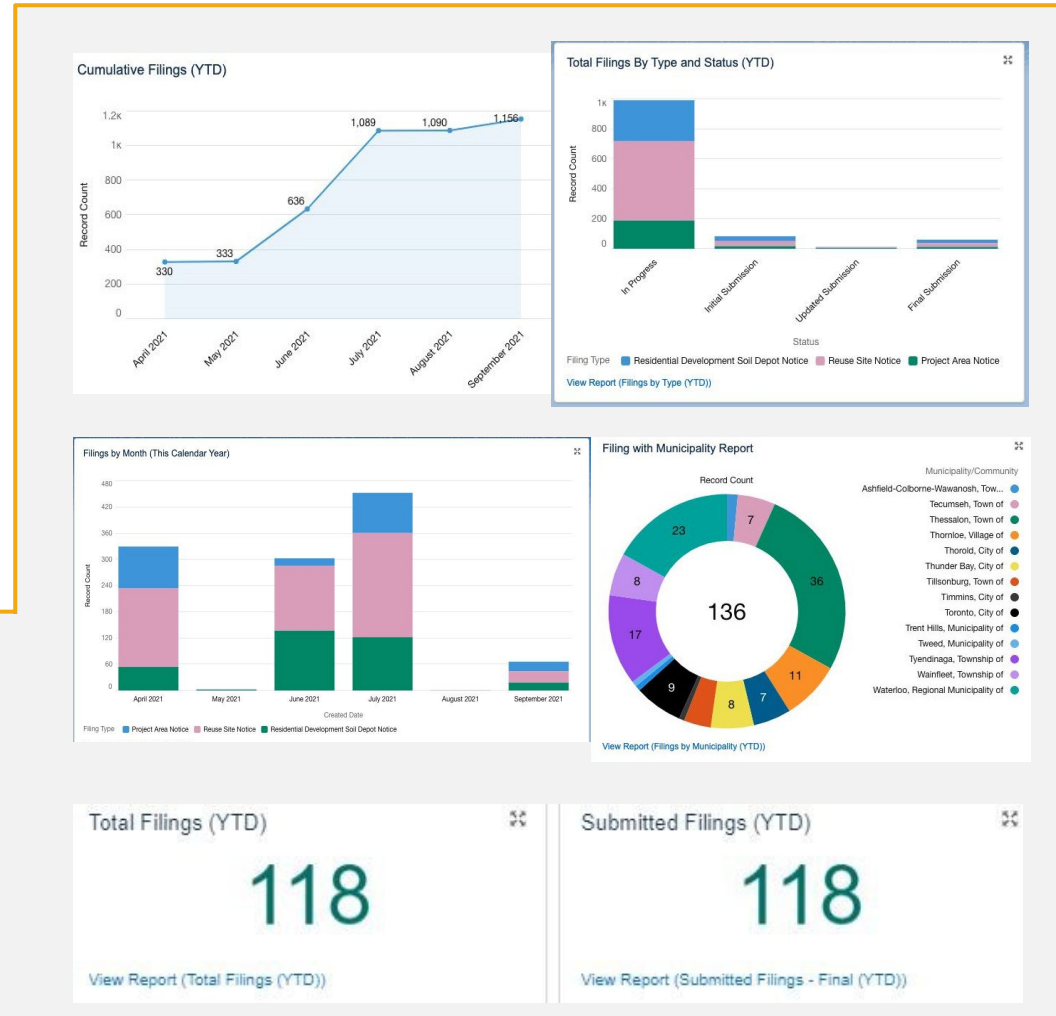 Cumulative Filings (YTD)
1.2K
1K
800
600
400
200
0
Record Count
330
333
636
1,089
1,090
1,156
April 2021
May 2021
June 2021
July 2021
August 2021
September 2021
Total Filings By Type and Status (YTD)
1K
800
600
400
200
0
Record Count
In Progress
Initial Submission
Updated Submission
Final Submission
Status
Filing Type Residential Development Soil Depot Notice Reuse Site Notice Project Area Notice
View Report (Filings by Type (YTD))
Filings by Month (This Calendar Year)
480
420
360
300
240
180
120
60
0
Record Count
April 2021
May 2021
June 2021
July 2021
August 2021
September 2021
Created Date
Filing Type Project Area Notice Reuse Site Notice Residential Development Soil Depot Notice
Filing with Municipality Report
Record Count
7
36
11
7
8
9
17
8
23
136
Municipality/Community
Ashfield-Colborne-Wawanosh, Tow...
Tecumseh, Town of
Thessalon, Town of
Thornloe, Village of
Thorold, City of
Thunder Bay, City of
Tillsonburg, Town of
Timmins, City of
Toronto, City of
Trent Hills, Municipality of
Tweed, Municipality of
Tyendinaga, Township of
Wainfleet, Township of
Waterloo, Regional Municipality of
View Report (Filings by Municipality (YTD))
Total Filings (YTD)
118
View Report (Total Filings (YTD))
Submitted Filings (YTD)
118
View Report (Submitted Filings - Final (YTD))